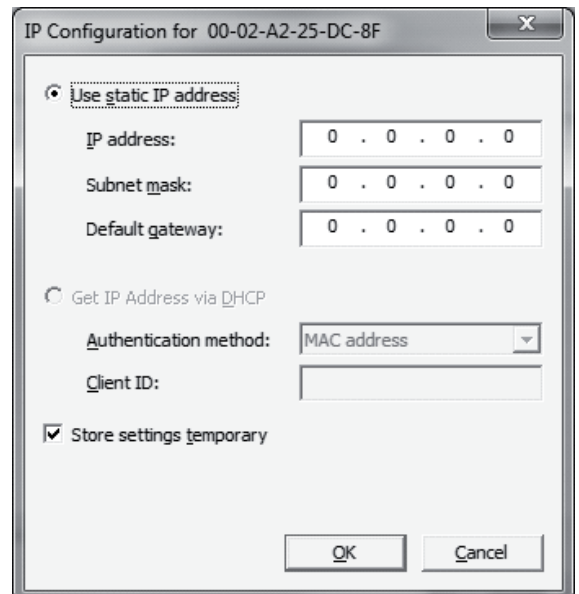 IP Configuration for 00-02-A2-25-DC-8F
x
Use static IP address
IP address: 0 . 0 . 0 . 0
Subnet mask: 0 . 0 . 0 . 0
Default gateway: 0 . 0 . 0 . 0
Get IP Address via DHCP
Authentication method: MAC address
Client ID:
Store settings temporary
OK Cancel